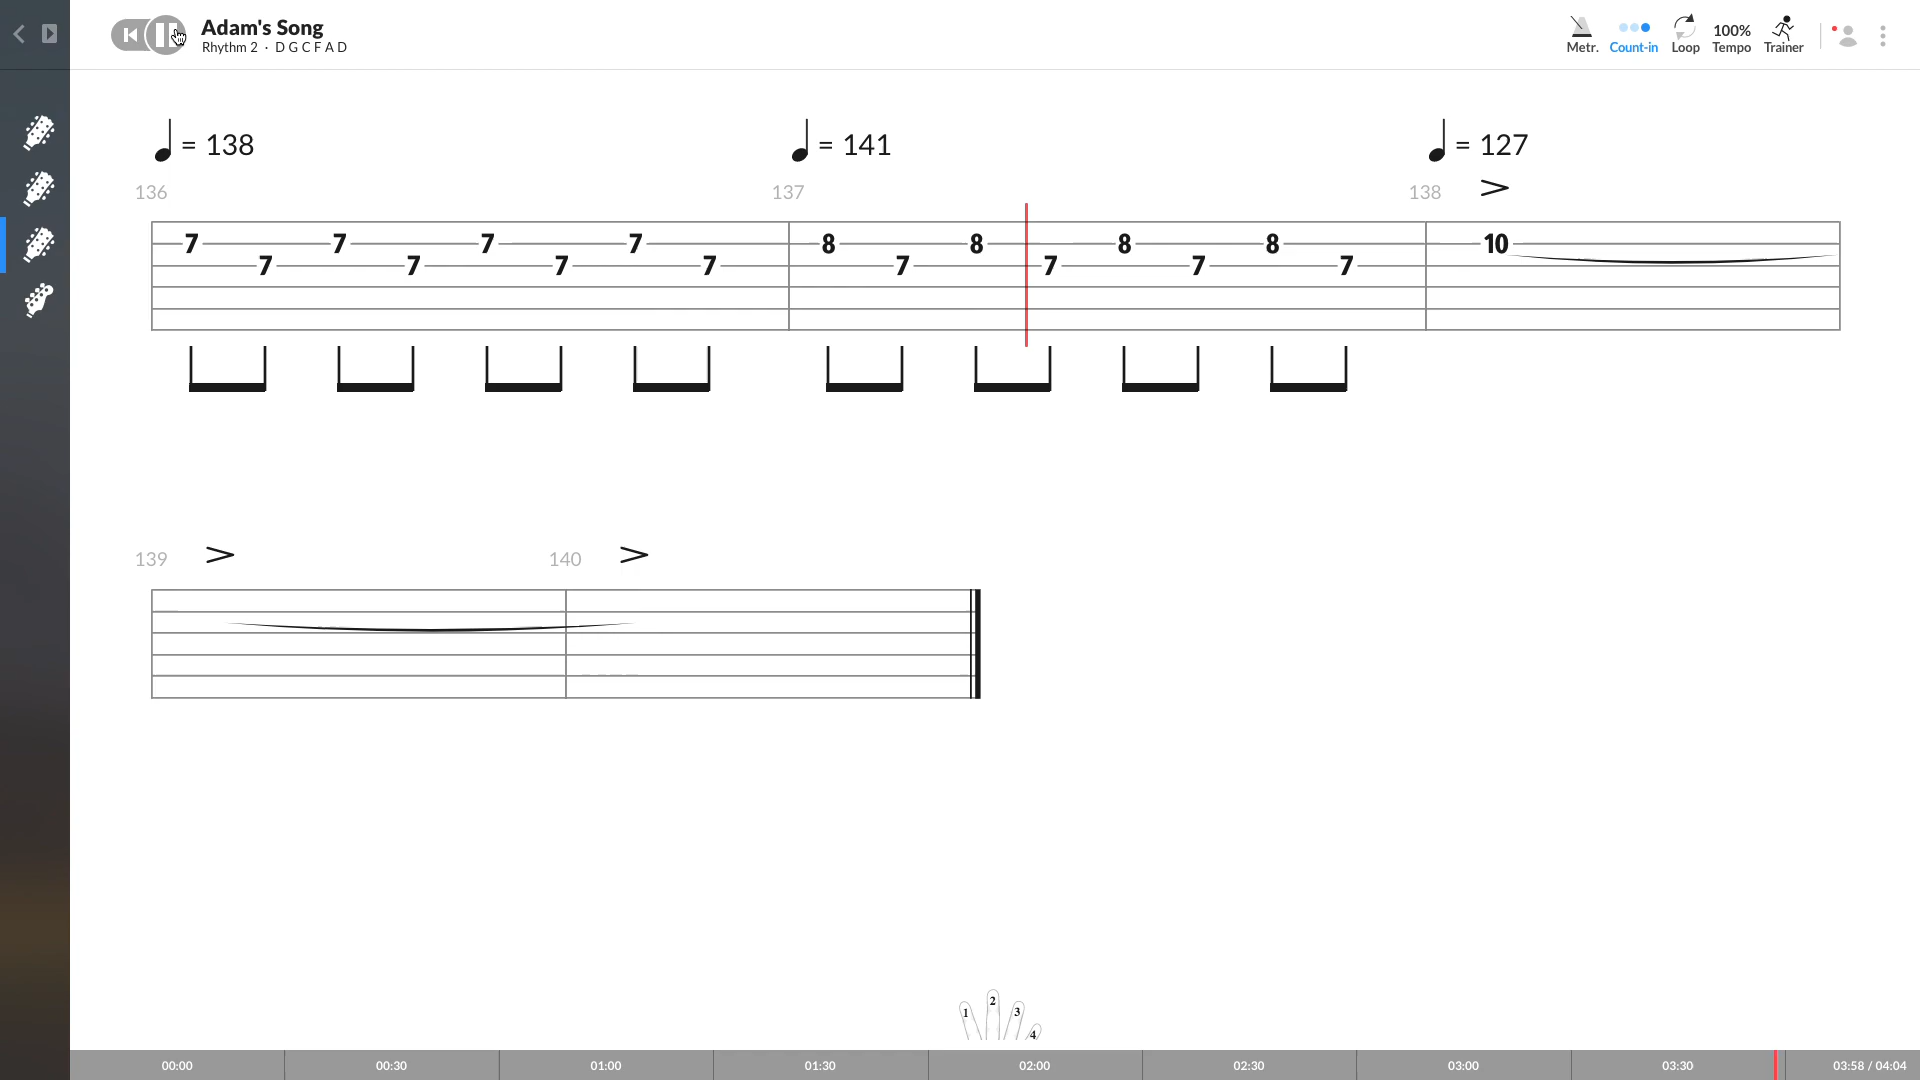 Adam's Song
Rhythm 2 · D G C F A D
Metr.
Count-in
Loop
100%
Tempo
Trainer
= 138
= 141
= 127
136
137
138
7 7 7 7 8 8 8 8 10
7 7 7 7 7 7 7 7
139
140
1 2 3 4
00:00 00:30 01:00 01:30 02:00 02:30 03:00 03:30 03:58 / 04:04